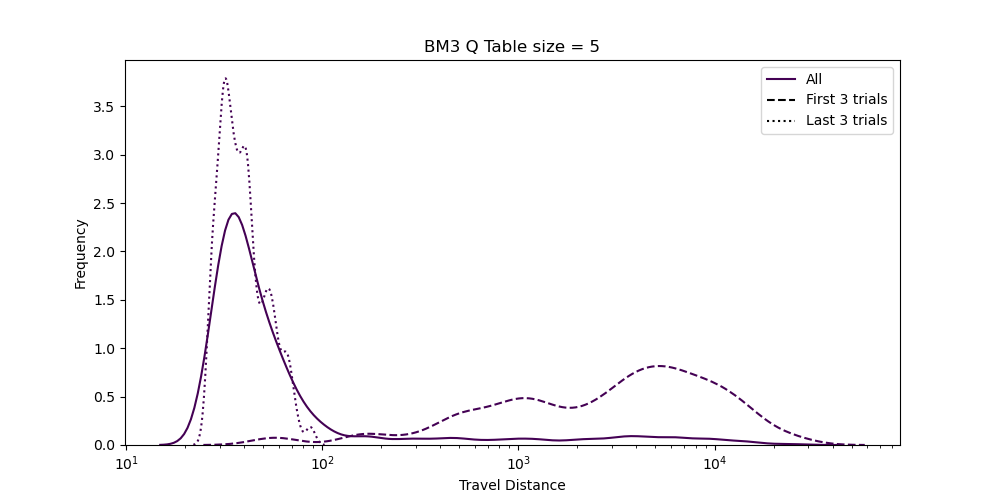 BM3 Q Table size = 5
All
First 3 trials
Last 3 trials
Frequency
3.5
3.0
2.5
2.0
1.5
1.0
0.5
0.0
10¹
10²
10³
10⁴
Travel Distance